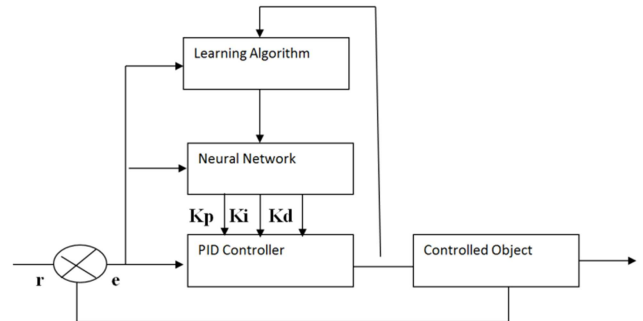 Learning Algorithm
Neural Network
Kp Ki Kd
PID Controller
Controlled Object
r e